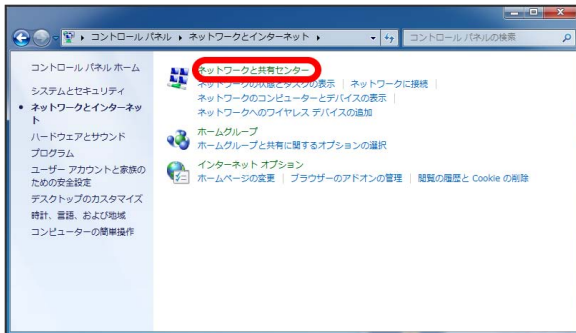 コントロール パネル ▸ ネットワークとインターネット ▸
コントロール パネルの検索
コントロール パネル ホーム
システムとセキュリティ
ネットワークとインターネッ
ト
ハードウェアとサウンド
プログラム
ユーザー アカウントと家族の
ための安全設定
デスクトップのカスタマイズ
時計、言語、および地域
コンピューターの簡単操作
ネットワークと共有センター
ネットワークの状態とタスクの表示 | ネットワークに接続 |
ネットワークのコンピューターとデバイスの表示 |
ネットワークへのワイヤレス デバイスの追加
ホームグループ
ホームグループと共有に関するオプションの選択
インターネット オプション
ホームページの変更 | ブラウザーのアドオンの管理 | 閲覧の履歴と Cookie の削除